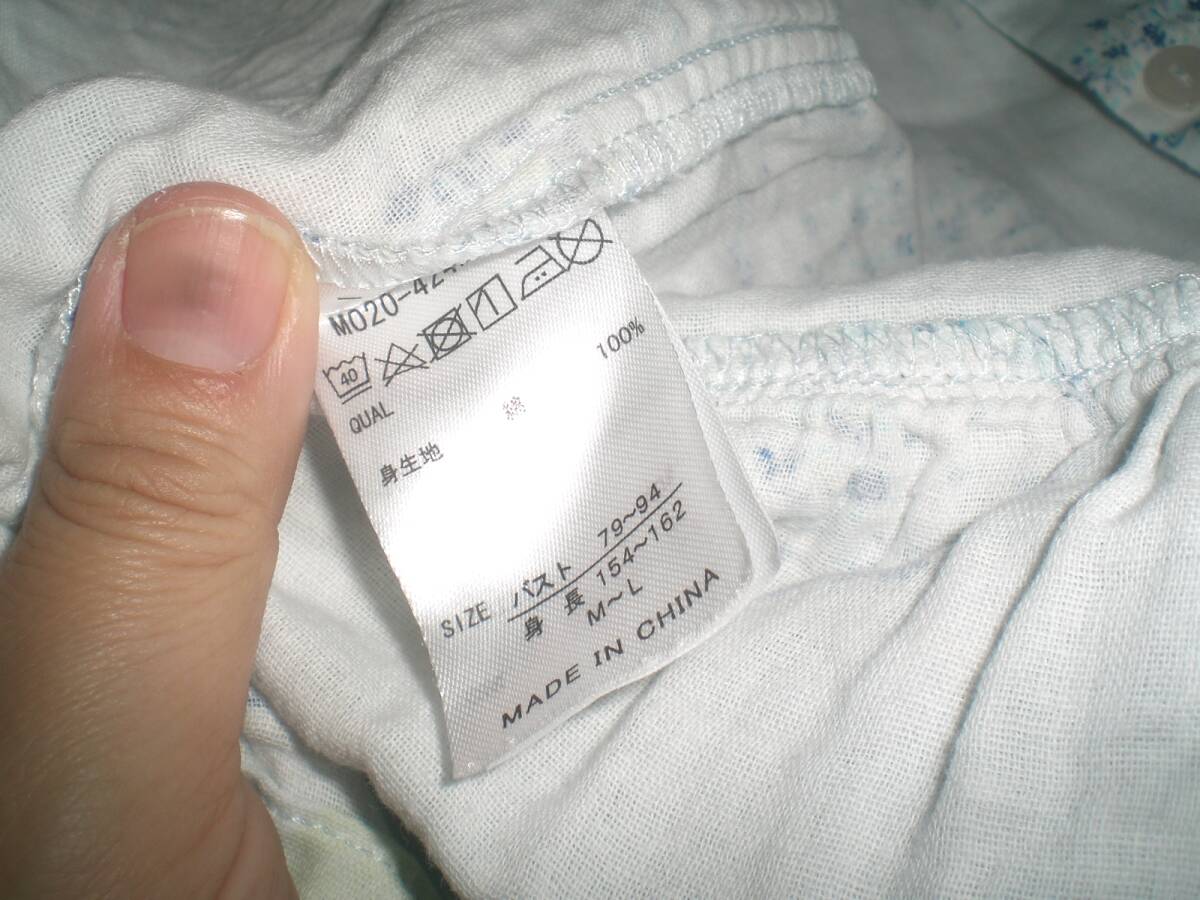 M020-424
40
QUAL
綿 100%
身生地
SIZE バスト 79~94
身 長 154~162
M~L
MADE IN CHINA